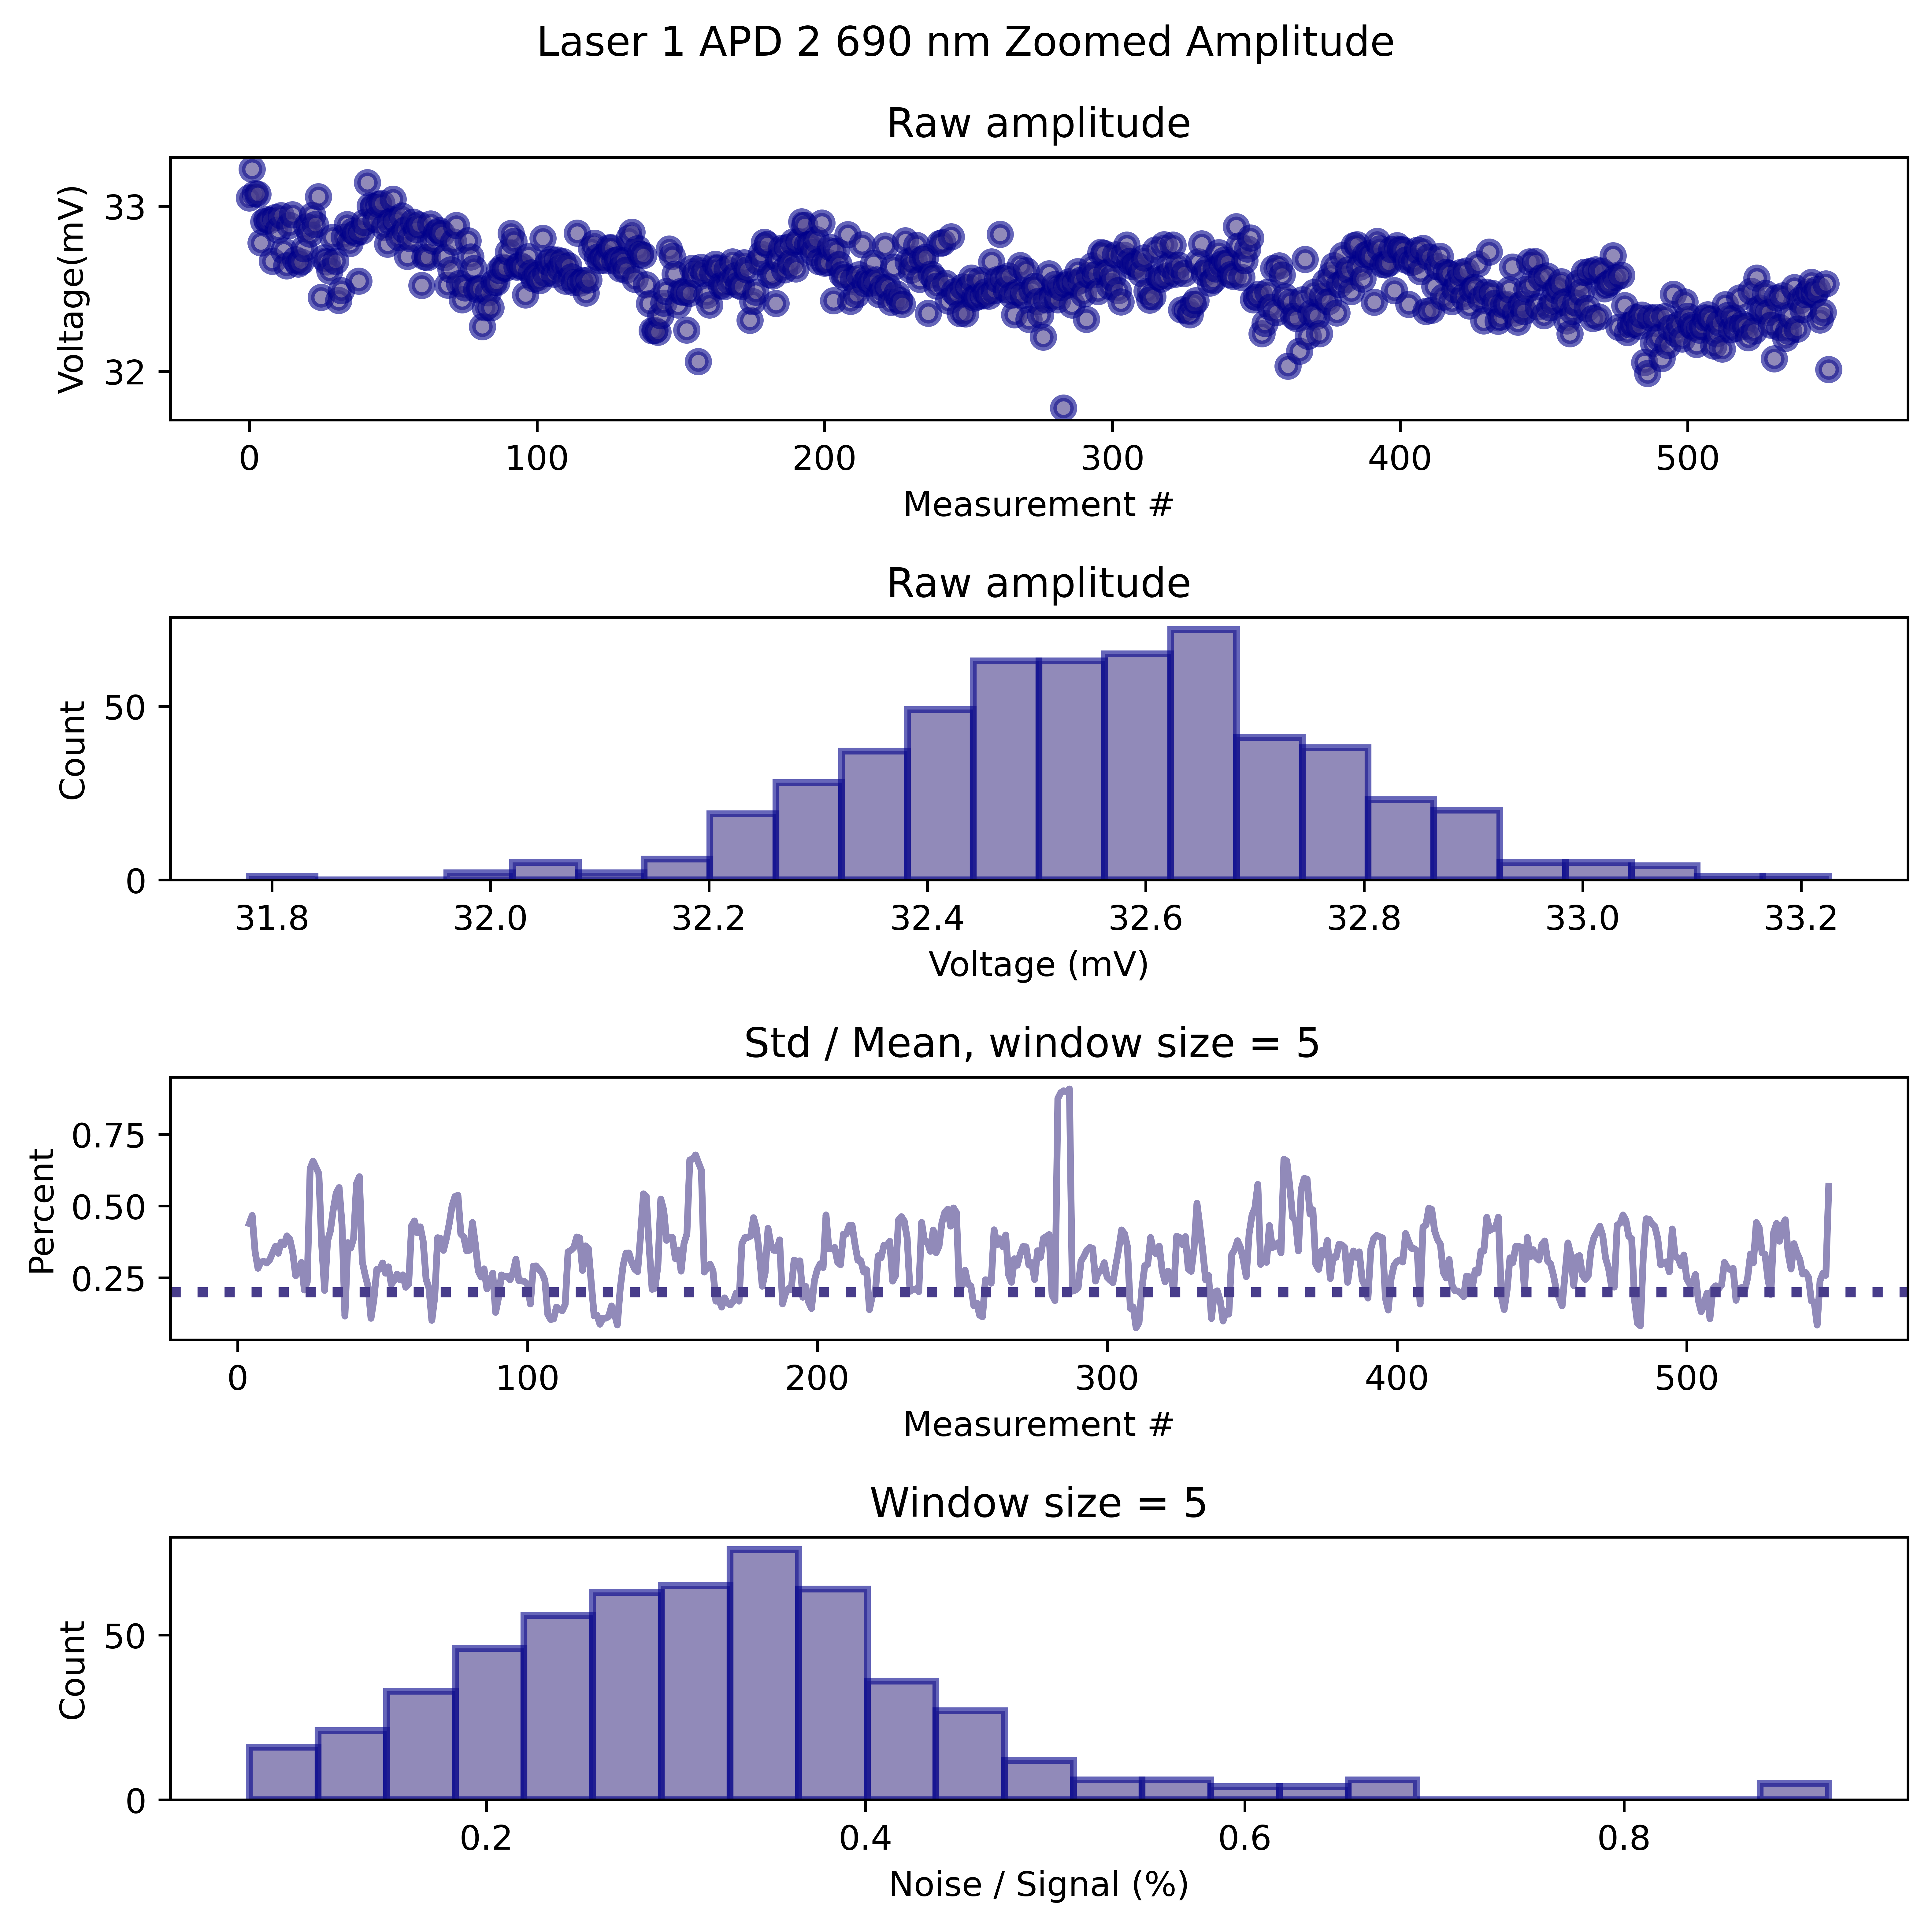 Laser 1 APD 2 690 nm Zoomed Amplitude
Raw amplitude
Voltage(mV)
33
32
0 100 200 300 400 500
Measurement #
Raw amplitude
Count
50
0
31.8 32.0 32.2 32.4 32.6 32.8 33.0 33.2
Voltage (mV)
Std / Mean, window size = 5
Percent
0.75
0.50
0.25
0 100 200 300 400 500
Measurement #
Window size = 5
Count
50
0
0.2 0.4 0.6 0.8
Noise / Signal (%)